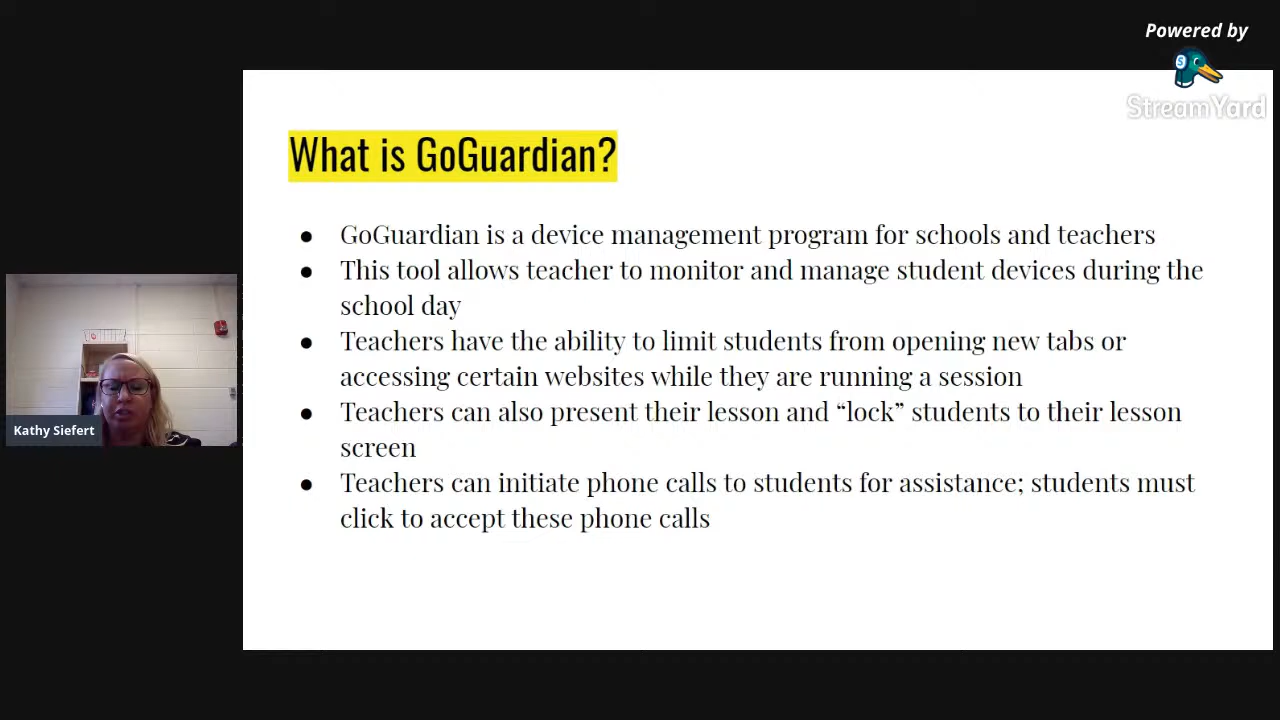 Powered by
StreamYard
What is GoGuardian?
● GoGuardian is a device management program for schools and teachers
● This tool allows teacher to monitor and manage student devices during the
school day
● Teachers have the ability to limit students from opening new tabs or
accessing certain websites while they are running a session
● Teachers can also present their lesson and “lock” students to their lesson
screen
● Teachers can initiate phone calls to students for assistance; students must
click to accept these phone calls
Kathy Siefert